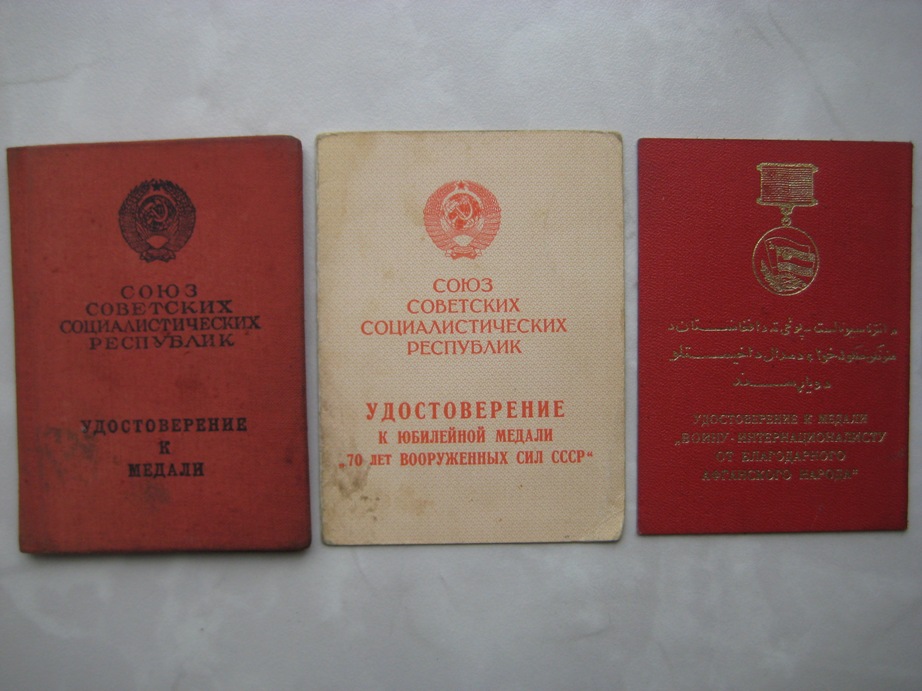 СОЮЗ
СОВЕТСКИХ
СОЦИАЛИСТИЧЕСКИХ
РЕСПУБЛИК
УДОСТОВЕРЕНИЕ
К
МЕДАЛИ
СОЮЗ
СОВЕТСКИХ
СОЦИАЛИСТИЧЕСКИХ
РЕСПУБЛИК
УДОСТОВЕРЕНИЕ
К ЮБИЛЕЙНОЙ МЕДАЛИ
„70 ЛЕТ ВООРУЖЕННЫХ СИЛ СССР“
УДОСТОВЕРЕНИЕ К МЕДАЛИ
„ВОИНУ-ИНТЕРНАЦИОНАЛИСТУ
ОТ БЛАГОДАРНОГО
АФГАНСКОГО НАРОДА“